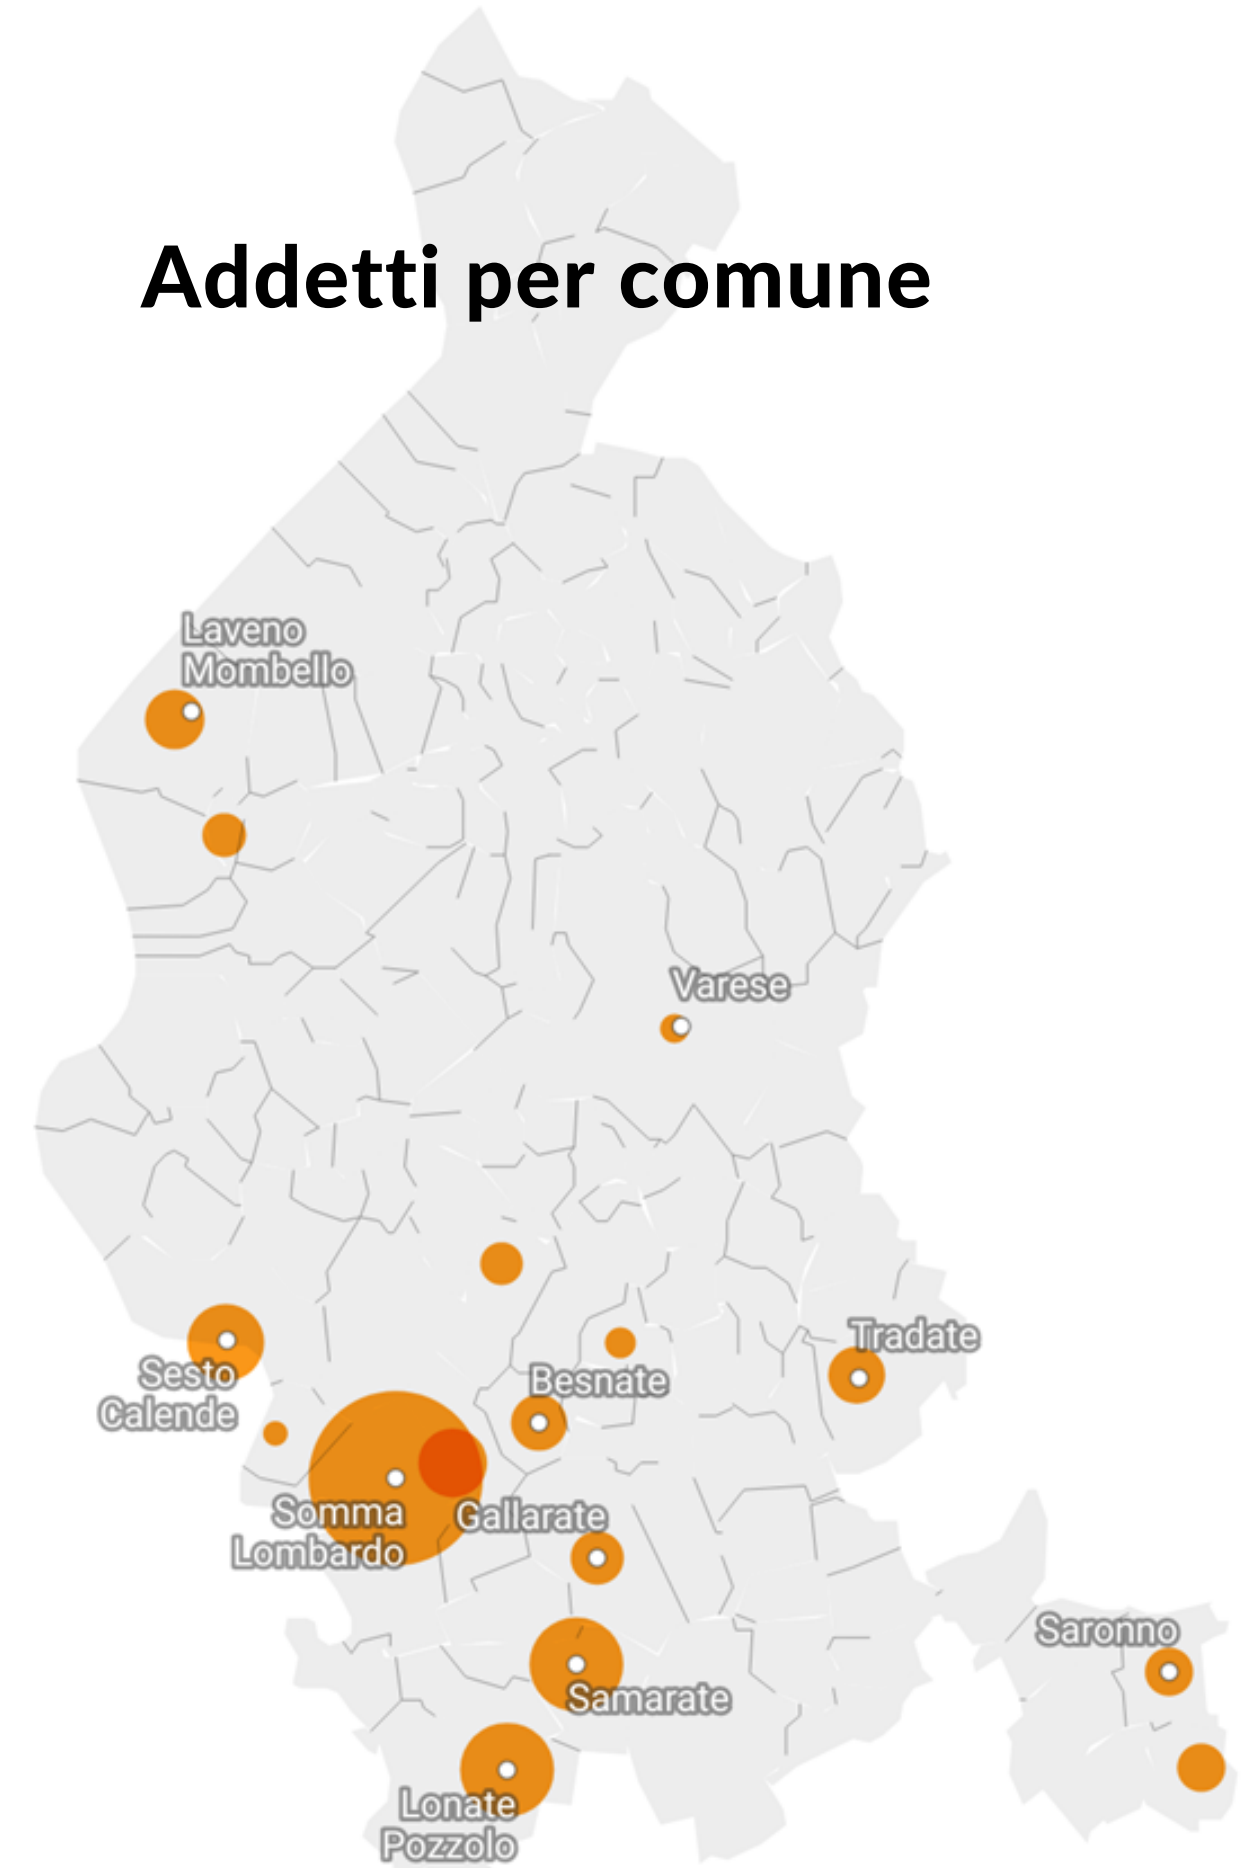 Addetti per comune
Laveno
Mombello
Varese
Tradate
Sesto
Calende
Besnate
Somma
Lombardo
Gallarate
Saronno
Samarate
Lonate
Pozzolo